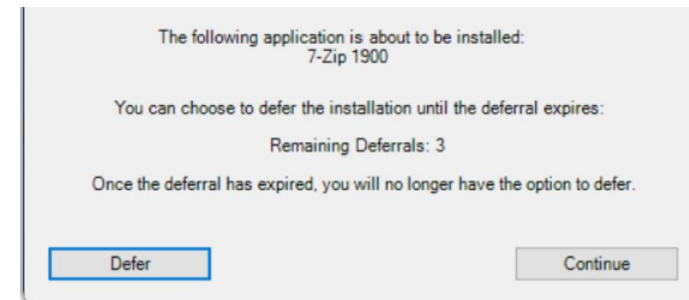 The following application is about to be installed:
7-Zip 1900
You can choose to defer the installation until the deferral expires:
Remaining Deferrals: 3
Once the deferral has expired, you will no longer have the option to defer.
Defer
Continue